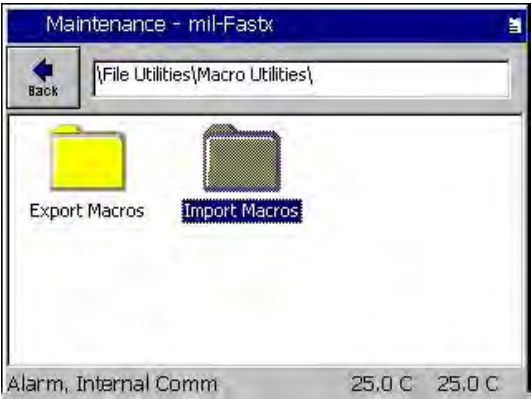 Maintenance - mil-Fastx
Back
\File Utilities\Macro Utilities\
Export Macros
Import Macros
Alarm, Internal Comm 25.0 C 25.0 C